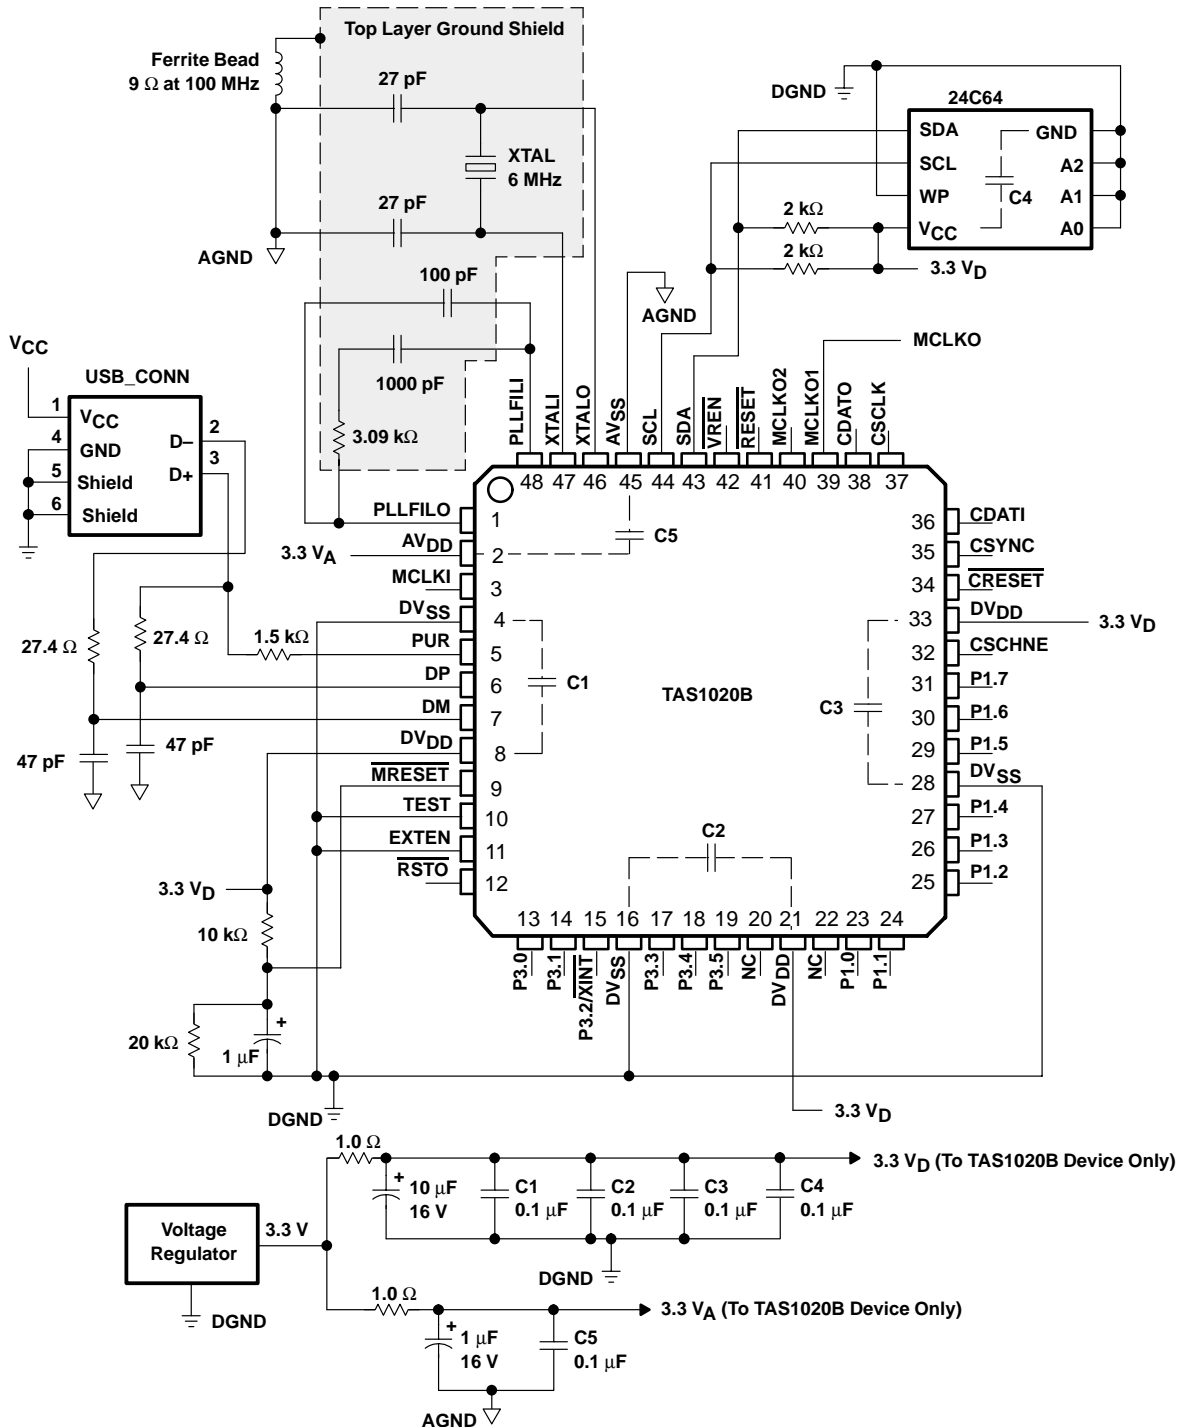 Top Layer Ground Shield
Ferrite Bead
9 Ω at 100 MHz
27 pF
XTAL
6 MHz
27 pF
AGND
100 pF
1000 pF
3.09 kΩ
DGND
24C64
SDA
SCL
WP
VCC
GND
A2
A1
A0
C4
2 kΩ
2 kΩ
3.3 VD
AGND
MCLKO
VCC
USB_CONN
1
4
5
6
VCC
GND
Shield
Shield
D–
D+
2
3
PLLFILI
XTALI
XTALO
AVSS
SCL
SDA
VREN
RESET
MCLKO2
MCLKO1
CDATO
CSCLK
48
47
46
45
44
43
42
41
40
39
38
37
PLLFILO
1
3.3 VA
AVDD
2
MCLKI
3
DVSS
4
PUR
5
DP
6
DM
7
DVDD
8
MRESET
9
TEST
10
EXTEN
11
RSTO
12
C5
C1
TAS1020B
C3
C2
36
CDATI
35
CSYNC
34
CRESET
33
DVDD
3.3 VD
32
CSCHNE
31
P1.7
30
P1.6
29
P1.5
28
DVSS
27
P1.4
26
P1.3
25
P1.2
27.4 Ω
27.4 Ω
1.5 kΩ
47 pF
47 pF
3.3 VD
10 kΩ
20 kΩ
+
1 µF
DGND
13
14
15
16
17
18
19
20
21
22
23
24
P3.0
P3.1
P3.2/XINT
DVSS
P3.3
P3.4
P3.5
NC
DVDD
NC
P1.0
P1.1
3.3 VD
Voltage
Regulator
3.3 V
DGND
1.0 Ω
+
10 µF
16 V
C1
0.1 µF
C2
0.1 µF
C3
0.1 µF
C4
0.1 µF
3.3 VD (To TAS1020B Device Only)
DGND
1.0 Ω
+
1 µF
16 V
C5
0.1 µF
3.3 VA (To TAS1020B Device Only)
AGND